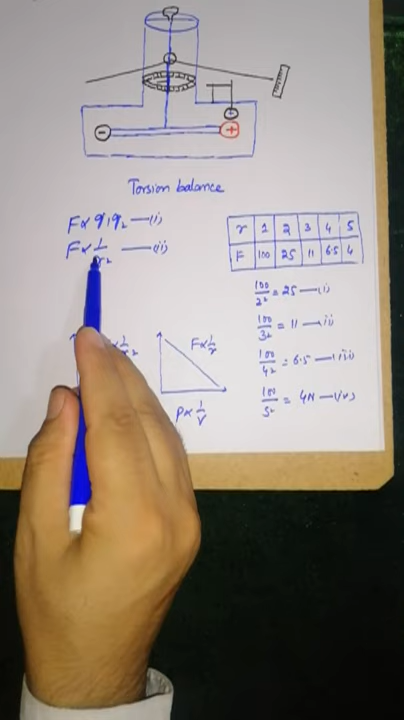 Torsion balance
F∝ q₁q₂ —(i)
F∝ 1/r² —(ii)
r 1 2 3 4 5
F 100 25 11 6.5 4
100/2² = 25 —(i)
100/3² = 11 —(ii)
100/4² = 6.5 —(iii)
100/5² = 4N —(iv)
F∝ 1/r
P∝ 1/r